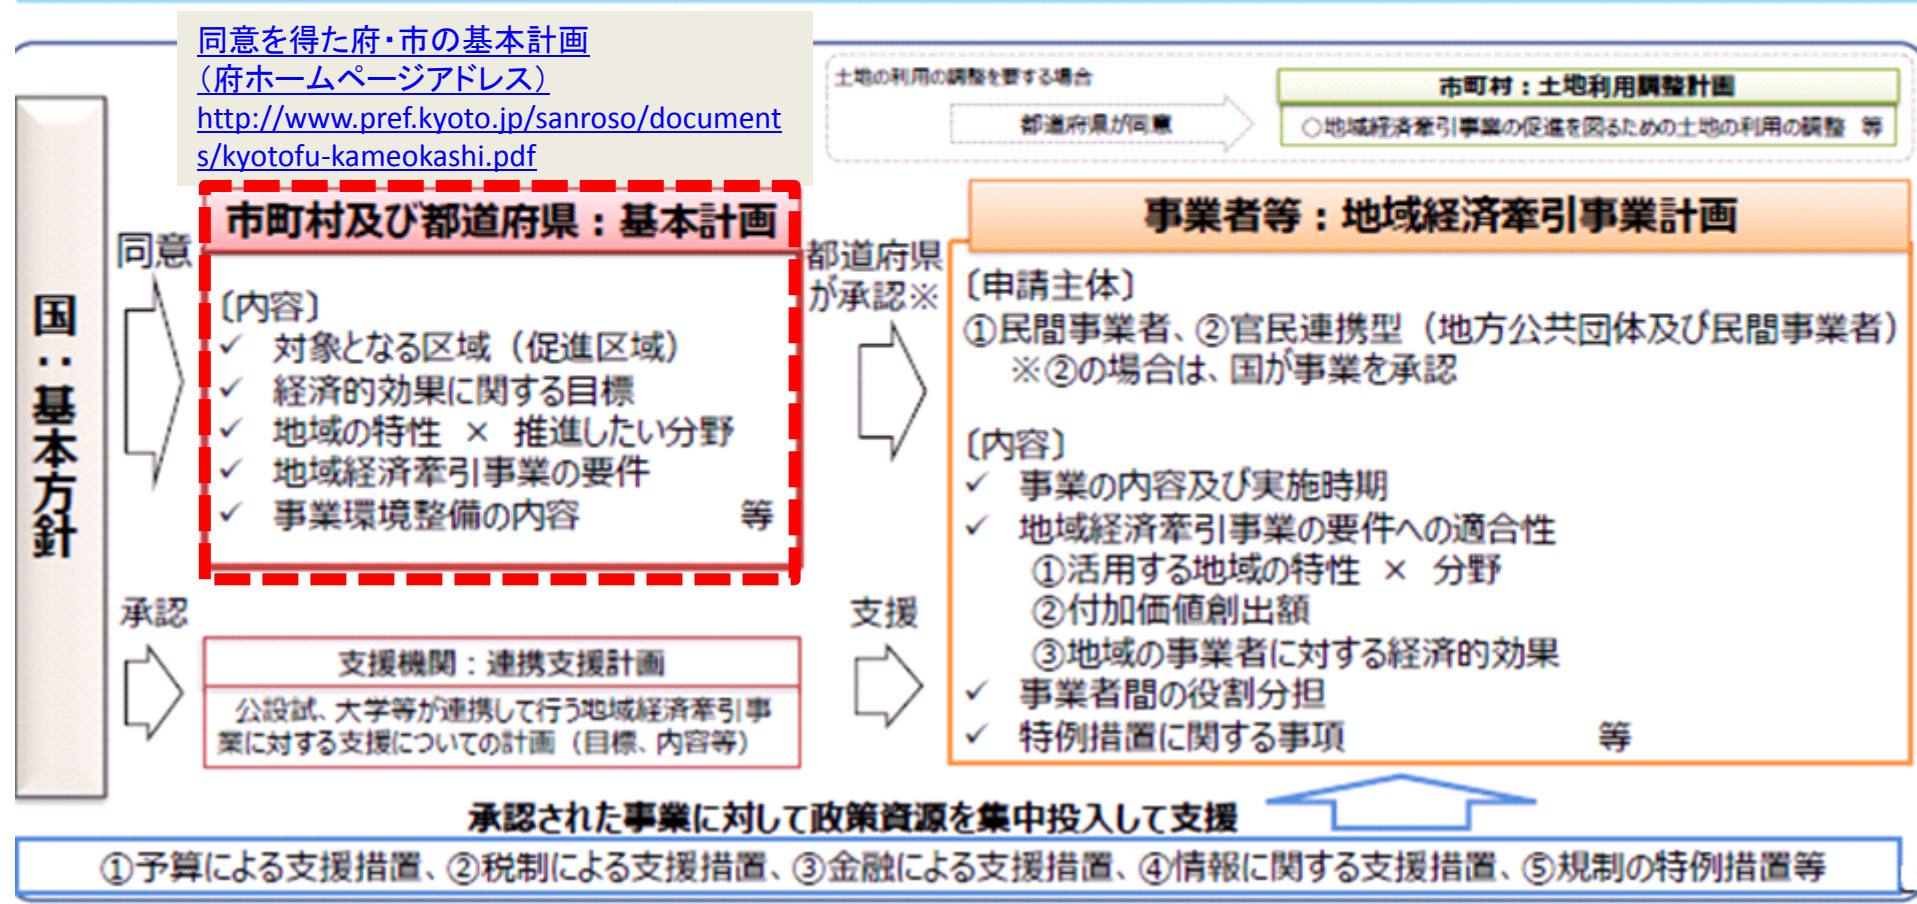 同意を得た府・市の基本計画
（府ホームページアドレス）
http://www.pref.kyoto.jp/sanroso/document
s/kyotofu-kameokashi.pdf
土地の利用の調整を要する場合
都道府県が同意
市町村：土地利用調整計画
○地域経済牽引事業の促進を図るための土地の利用の調整　等
国：基本方針
同意
市町村及び都道府県：基本計画
〔内容〕
✓ 対象となる区域（促進区域）
✓ 経済的効果に関する目標
✓ 地域の特性 × 推進したい分野
✓ 地域経済牽引事業の要件
✓ 事業環境整備の内容　等
都道府県
が承認※
事業者等：地域経済牽引事業計画
〔申請主体〕
①民間事業者、②官民連携型（地方公共団体及び民間事業者）
※②の場合は、国が事業を承認
〔内容〕
✓ 事業の内容及び実施時期
✓ 地域経済牽引事業の要件への適合性
①活用する地域の特性 × 分野
②付加価値創出額
③地域の事業者に対する経済的効果
✓ 事業者間の役割分担
✓ 特例措置に関する事項　等
承認
支援機関：連携支援計画
公設試、大学等が連携して行う地域経済牽引事
業に対する支援についての計画（目標、内容等）
支援
承認された事業に対して政策資源を集中投入して支援
①予算による支援措置、②税制による支援措置、③金融による支援措置、④情報に関する支援措置、⑤規制の特例措置等